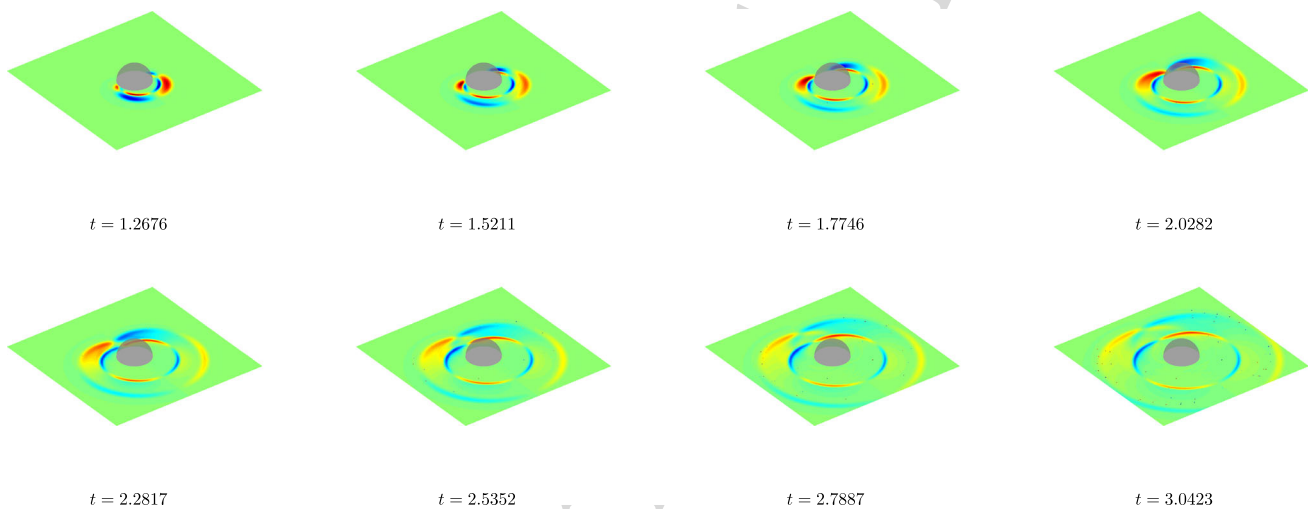 t = 1.2676
t = 1.5211
t = 1.7746
t = 2.0282
t = 2.2817
t = 2.5352
t = 2.7887
t = 3.0423